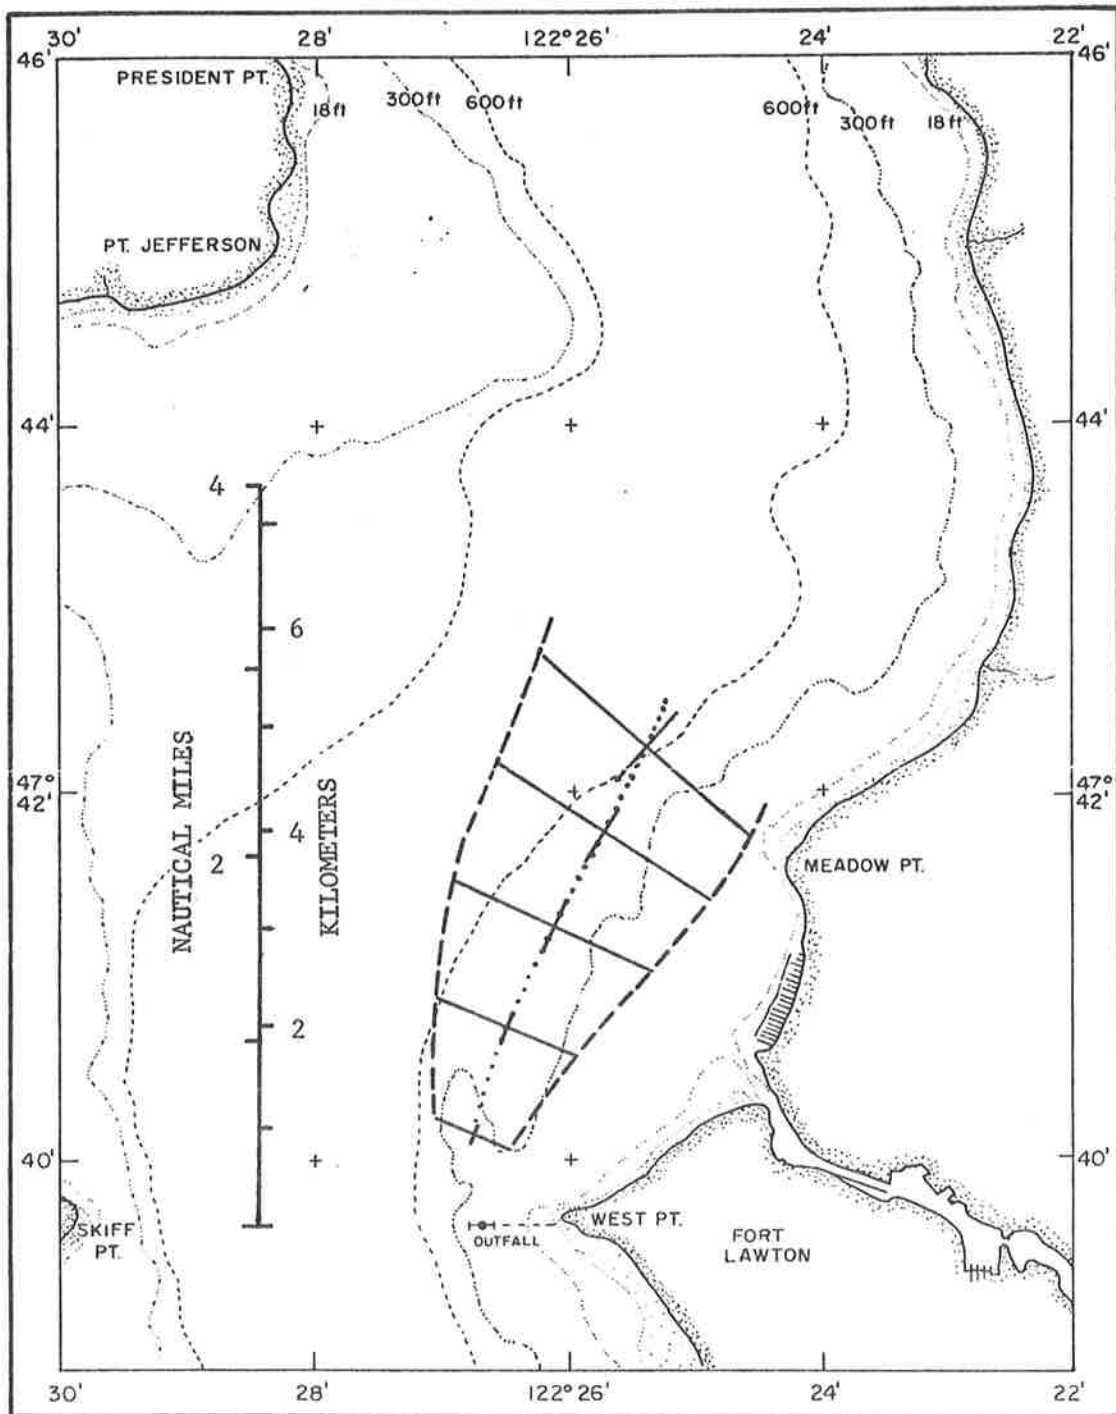 30' 28' 122° 26' 24' 22'
46' 46'
PRESIDENT PT.
18ft 300ft 600ft 600ft 300ft 18ft
PT. JEFFERSON
44' 44'
4
6
NAUTICAL MILES
KILOMETERS
47° 47°
42' 42'
4
2
MEADOW PT.
2
40' 40'
SKIFF
PT.
OUTFALL
WEST PT.
FORT
LAWTON
30' 28' 122° 26' 24' 22'